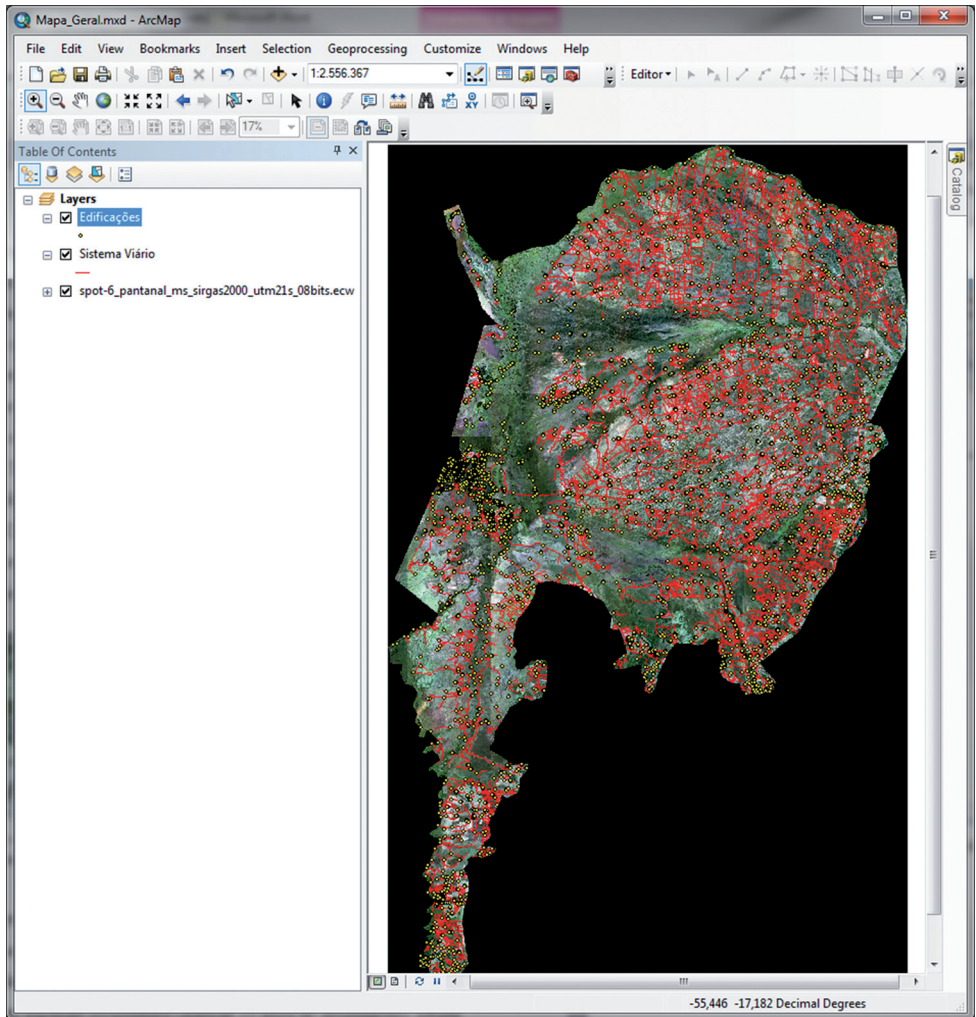 Mapa_Geral.mxd - ArcMap
File Edit View Bookmarks Insert Selection Geoprocessing Customize Windows Help
1:2.556.367 Editor
17%
Table Of Contents
Layers
Edificações
Sistema Viário
spot-6_pantanal_ms_sirgas2000_utm21s_08bits.ecw
Catalog
-55,446 -17,182 Decimal Degrees